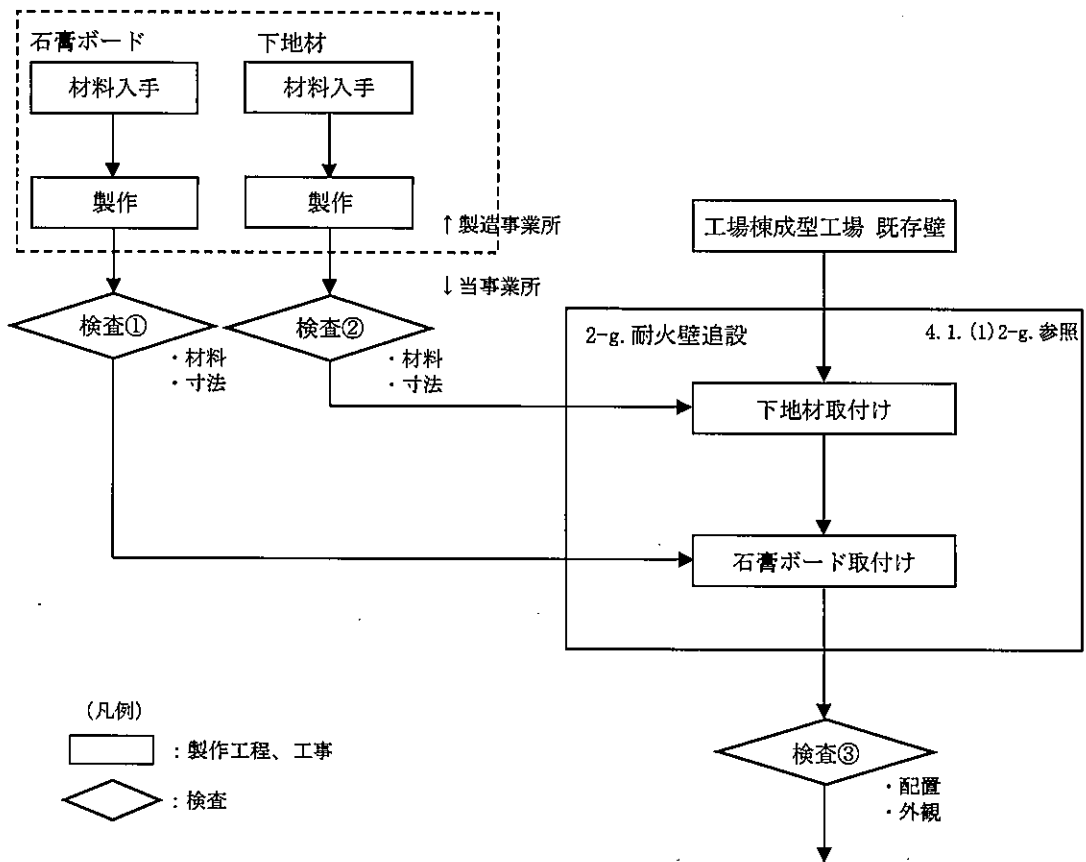 石膏ボード
下地材
材料入手
材料入手
製作
製作
↑製造事業所
↓当事業所
工場棟成型工場 既存壁
検査①
・材料
・寸法
検査②
・材料
・寸法
2-g.耐火壁追設
4.1.(1)2-g.参照
下地材取付け
石膏ボード取付け
検査③
・配置
・外観
(凡例)
：製作工程、工事
：検査